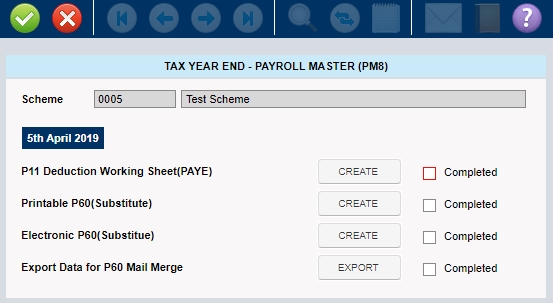 ?
TAX YEAR END - PAYROLL MASTER (PM8)
Scheme 0005 Test Scheme
5th April 2019
P11 Deduction Working Sheet(PAYE) CREATE Completed
Printable P60(Substitute) CREATE Completed
Electronic P60(Substitue) CREATE Completed
Export Data for P60 Mail Merge EXPORT Completed